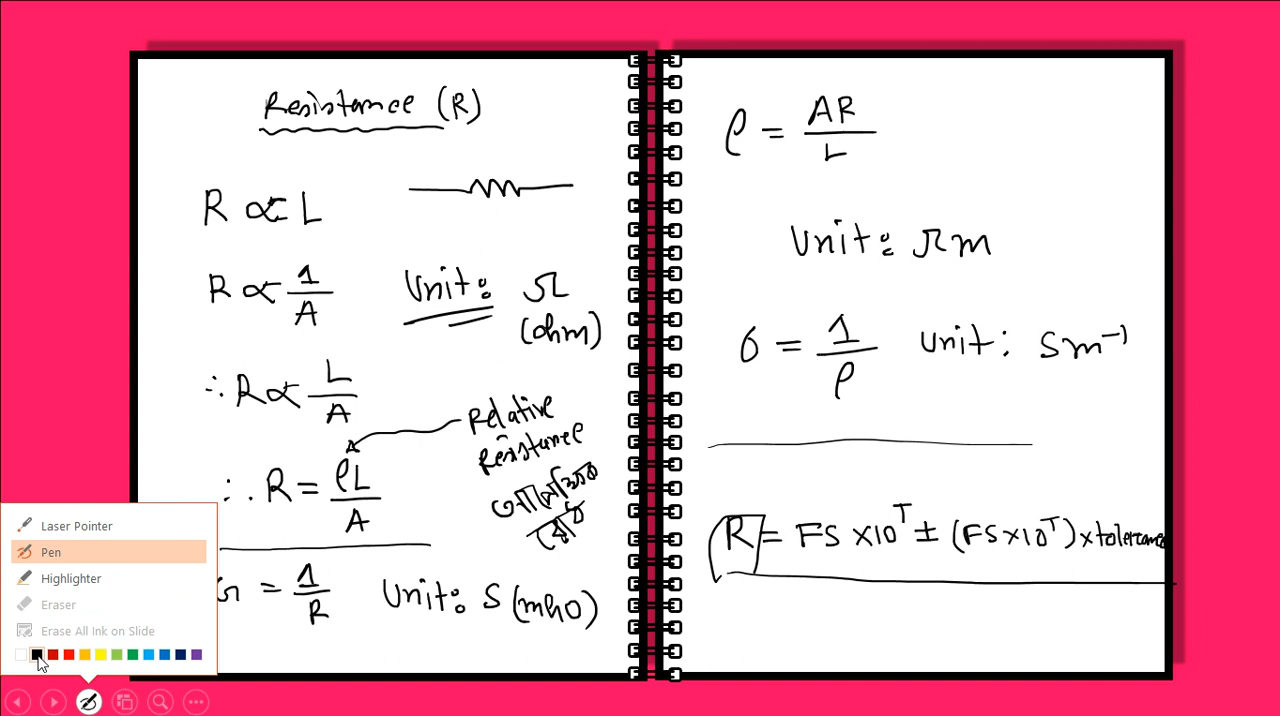 Resistance (R)
R ∝ L
R ∝ 1/A
Unit: Ω
(ohm)
∴ R ∝ L/A
Relative
Resistance
∴ R = ρL/A
G = 1/R Unit: S (mho)
ρ = AR/L
Unit: Ωm
σ = 1/ρ unit: Sm⁻¹
R = FS ×10ᵀ ± (FS×10ᵀ) × tolerance
Laser Pointer
Pen
Highlighter
Eraser
Erase All Ink on Slide